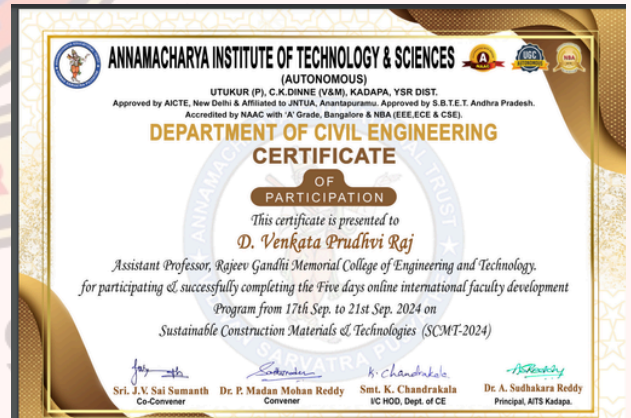 ANNAMACHARYA INSTITUTE OF TECHNOLOGY & SCIENCES
(AUTONOMOUS)
UTUKUR (P), C.K.DINNE (V&M), KADAPA, YSR DIST.
Approved by AICTE, New Delhi & Affiliated to JNTUA, Anantapuramu. Approved by S.B.T.E.T. Andhra Pradesh.
Accredited by NAAC with 'A' Grade, Bangalore & NBA (EEE,ECE & CSE).
A
NAAC
UGC
AUTONOMOUS
NBA
DEPARTMENT OF CIVIL ENGINEERING
CERTIFICATE
OF
PARTICIPATION
This certificate is presented to
D. Venkata Prudhvi Raj
Assistant Professor, Rajeev Gandhi Memorial College of Engineering and Technology.
for participating & successfully completing the Five days online international faculty development
Program from 17th Sep. to 21st Sep. 2024 on
Sustainable Construction Materials & Technologies (SCMT-2024)
K. Chandrakala
Sri. J.V. Sai Sumanth
Co-Convener
Dr. P. Madan Mohan Reddy
Convener
Smt. K. Chandrakala
I/C HOD, Dept. of CE
Dr. A. Sudhakara Reddy
Principal, AITS Kadapa.